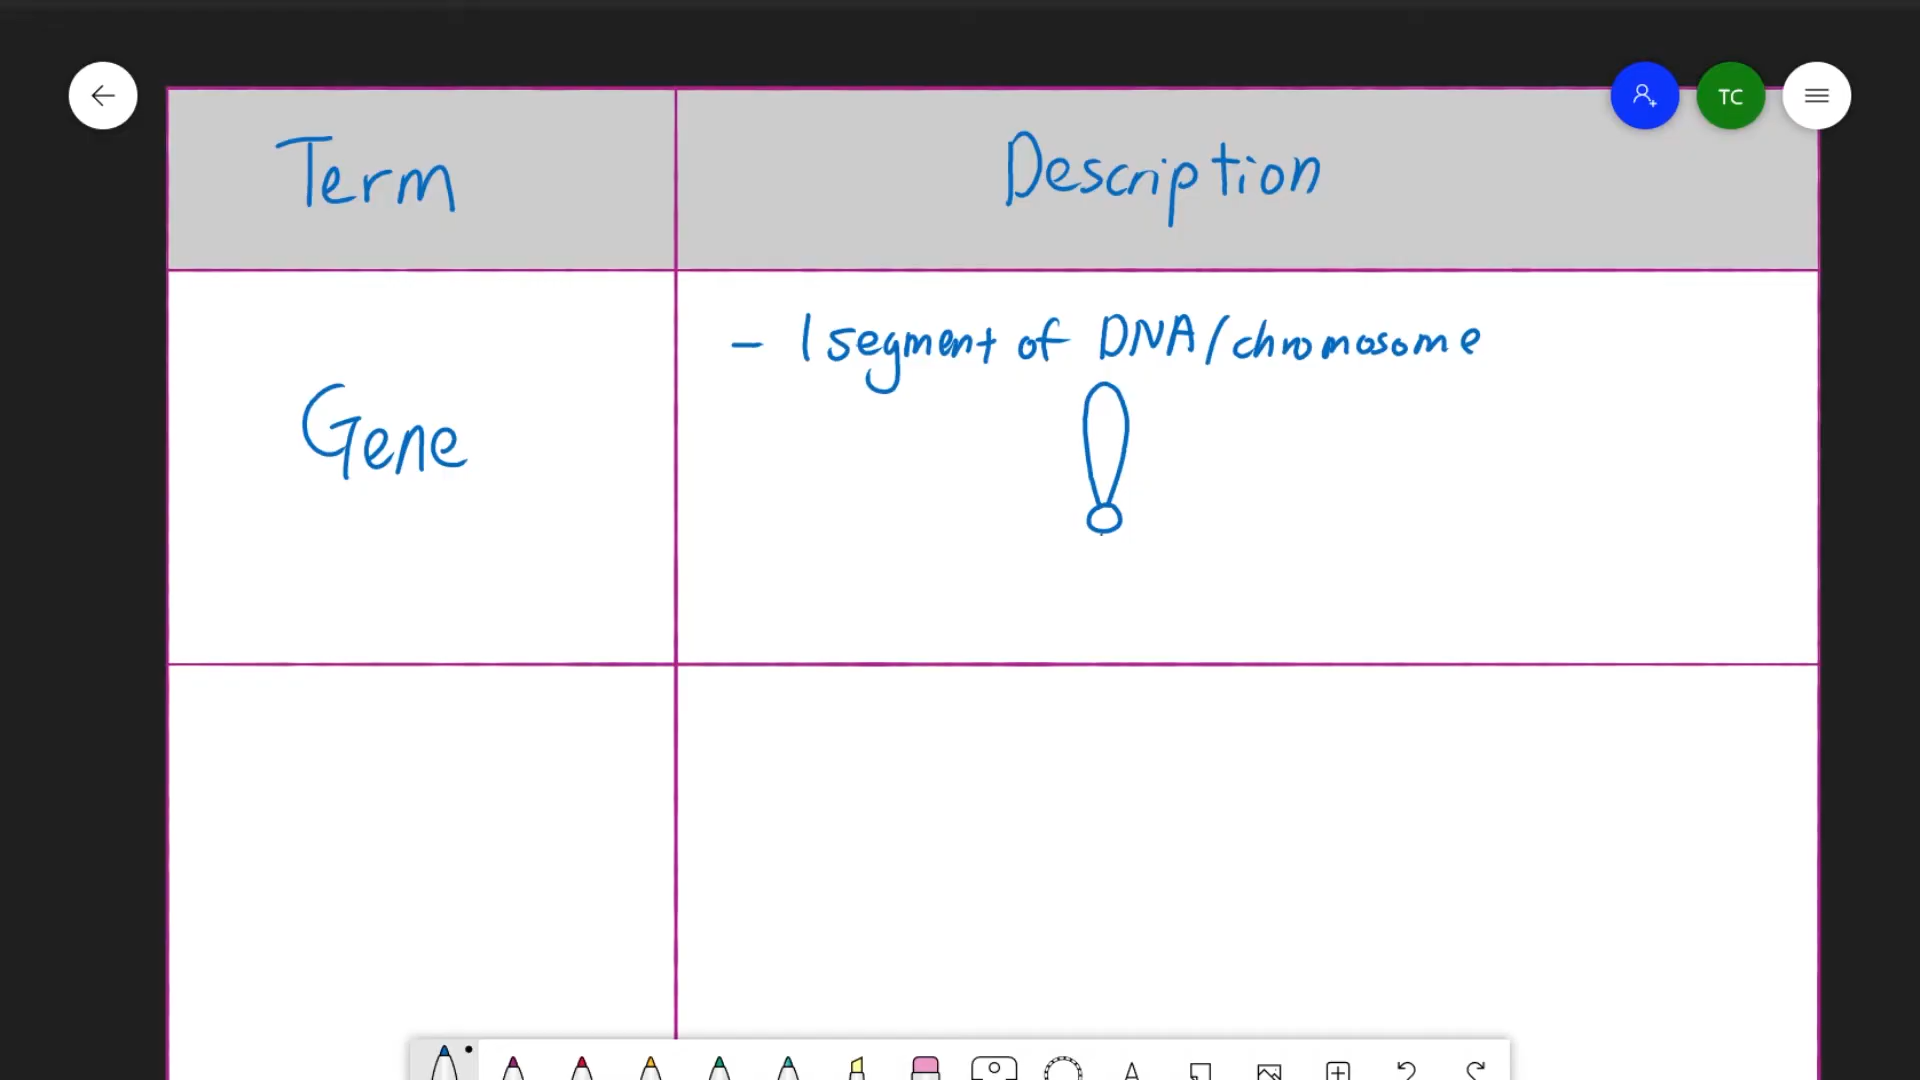 TC
Term
Description
Gene
- 1 segment of DNA/chromosome